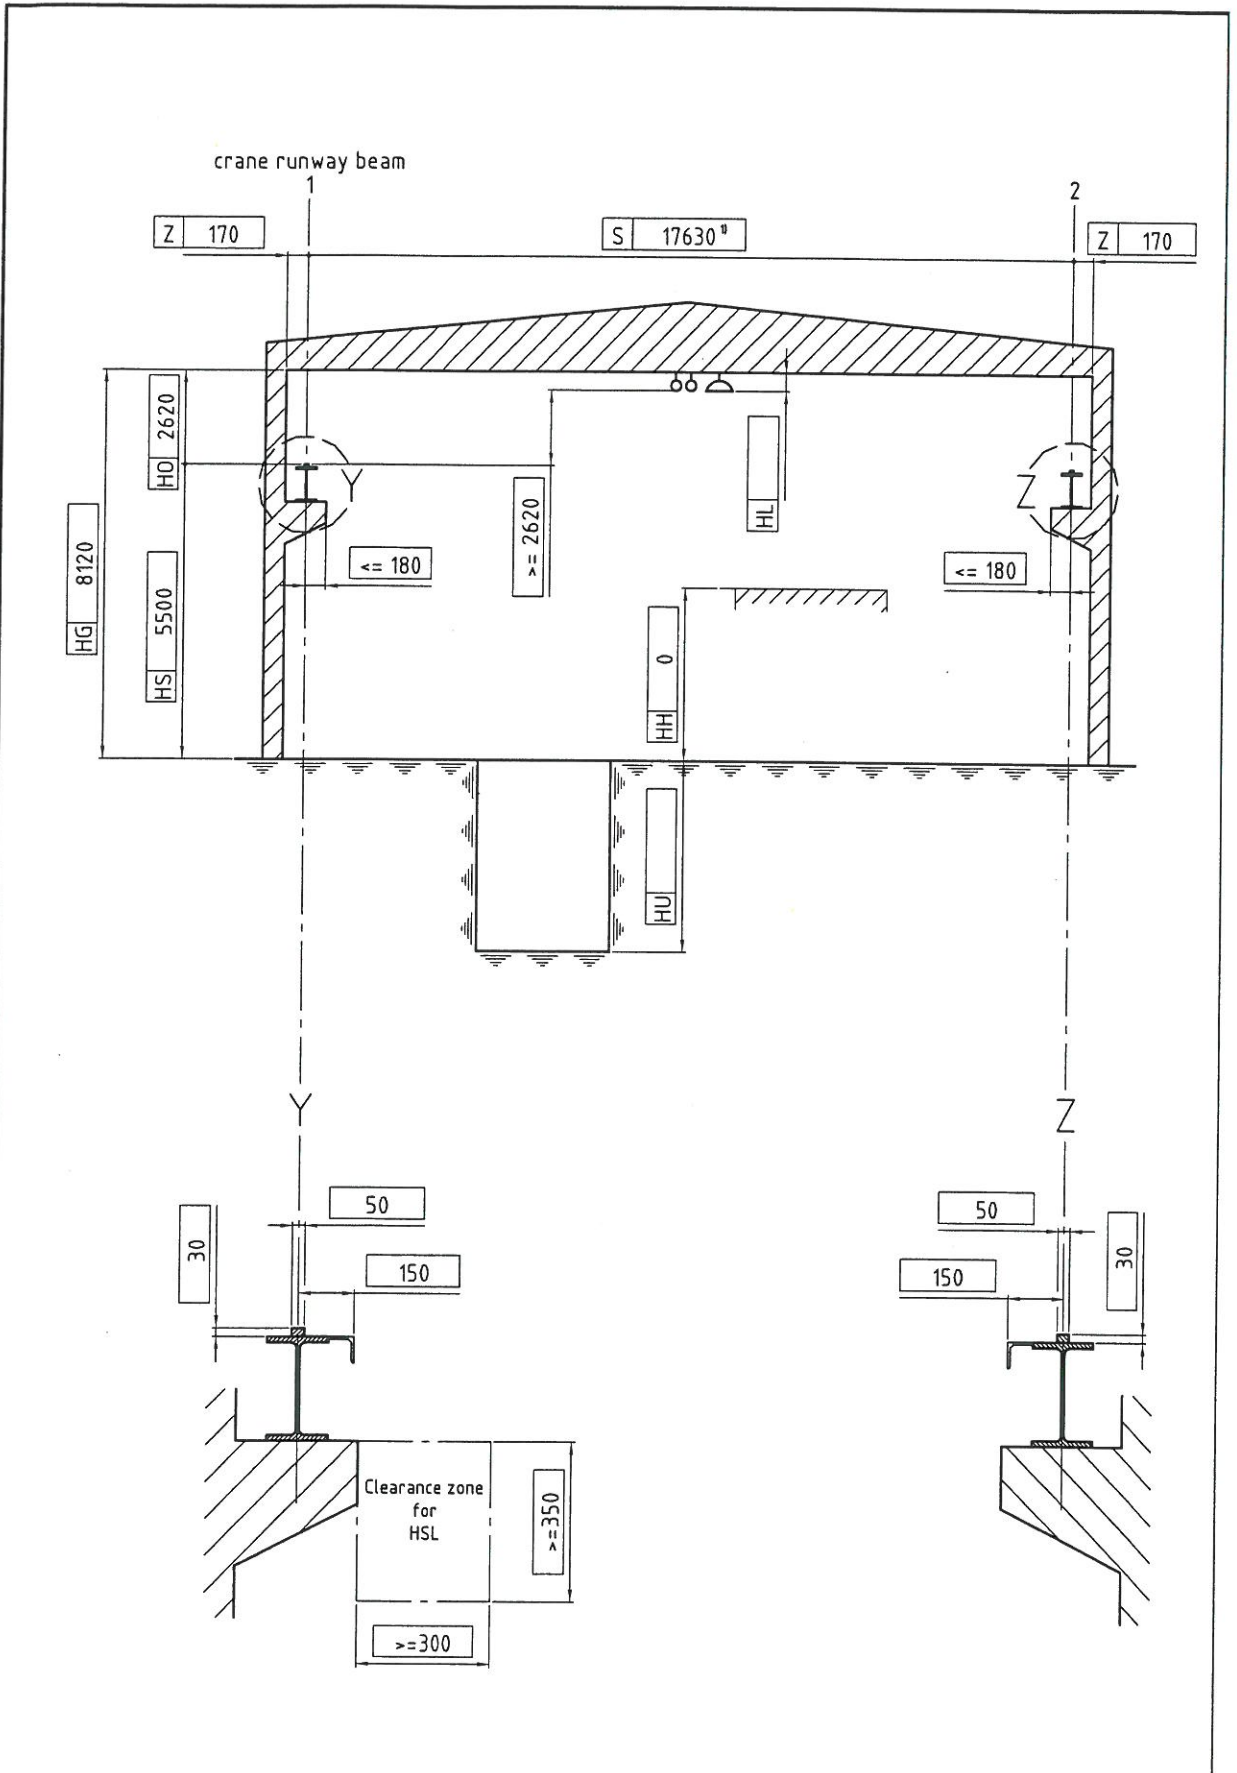 crane runway beam
1
2
Z 170
S 17630 1)
Z 170
HO 2620
HG 8120
HS 5500
Y
Z
<= 180
>= 2620
HL
<= 180
HH 0
HU
Y
Z
50
30
150
50
30
150
Clearance zone
for
HSL
>=350
>=300